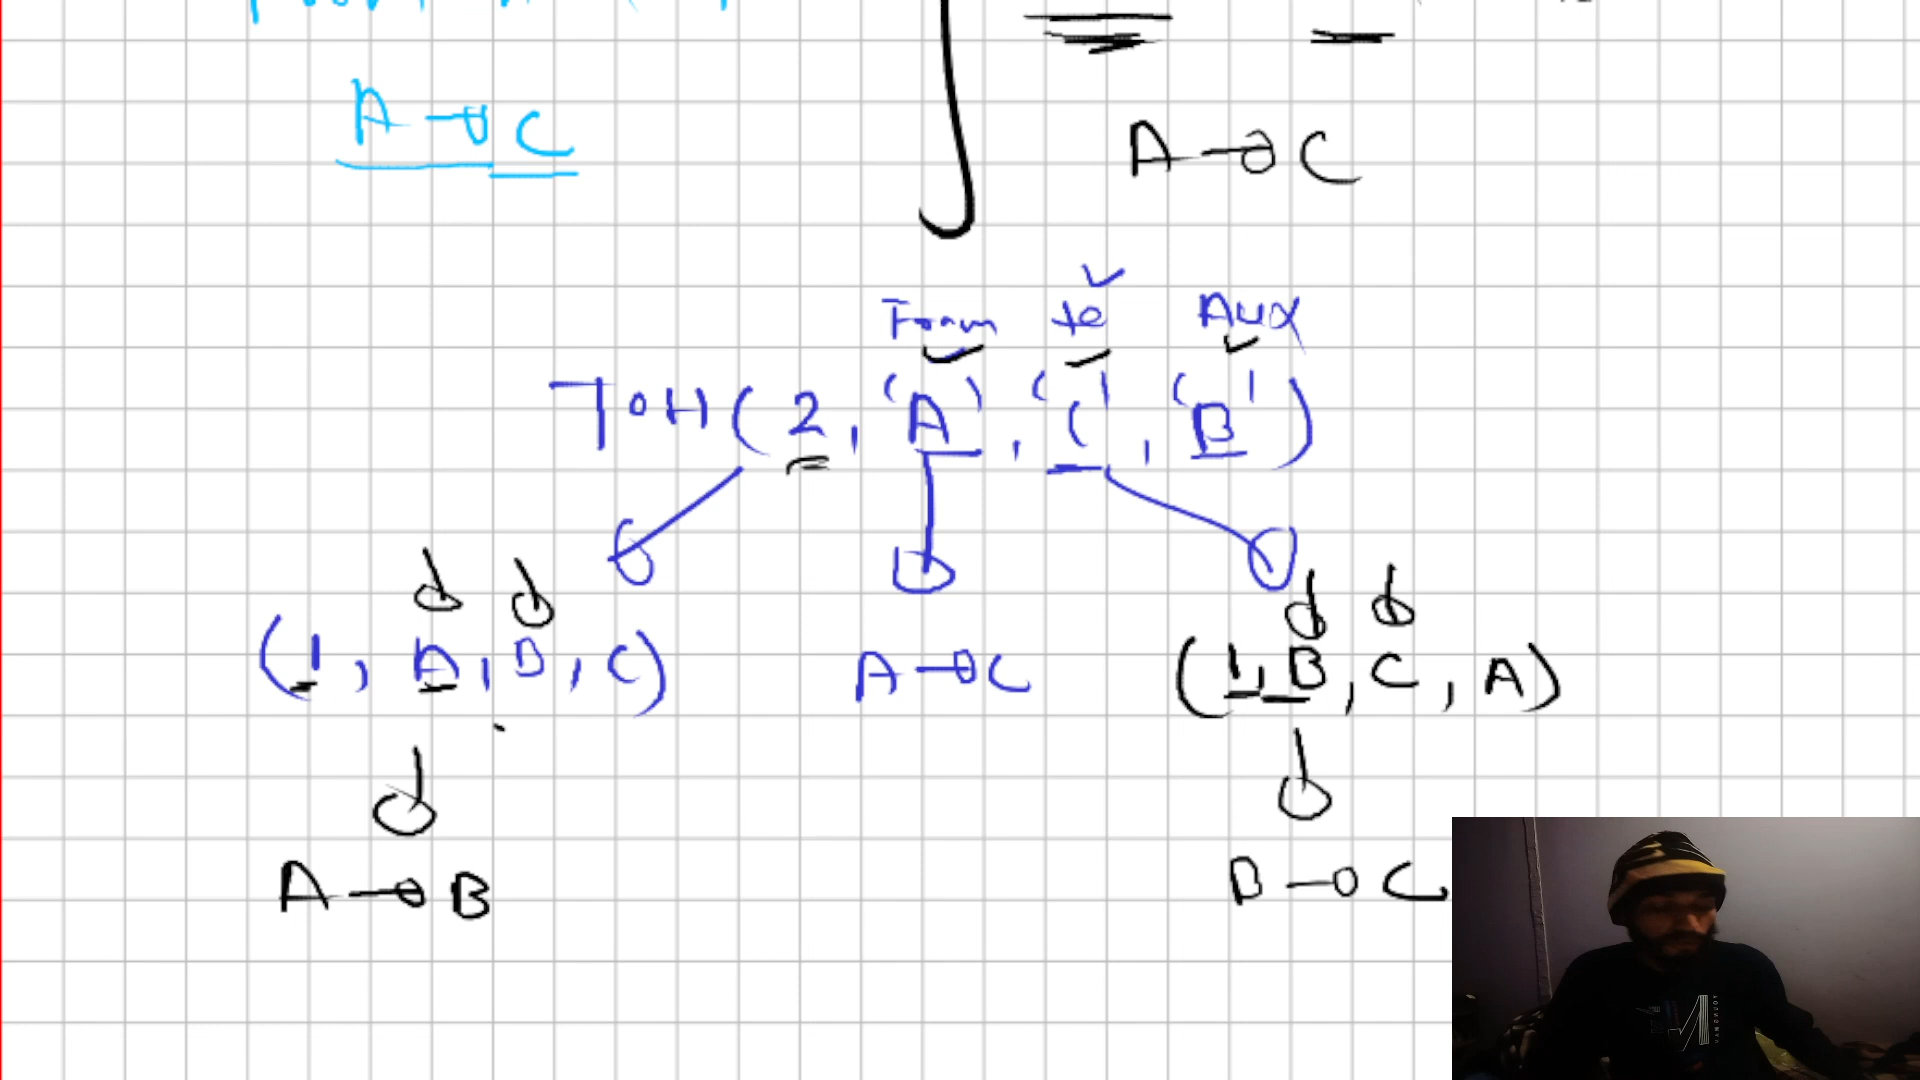 A → C
A → C
From to Aux
TOH ( 2 , 'A' , 'C' , 'B' )
( 1 , A , B , C ) A → C ( 1 , B , C , A )
A → B B → C